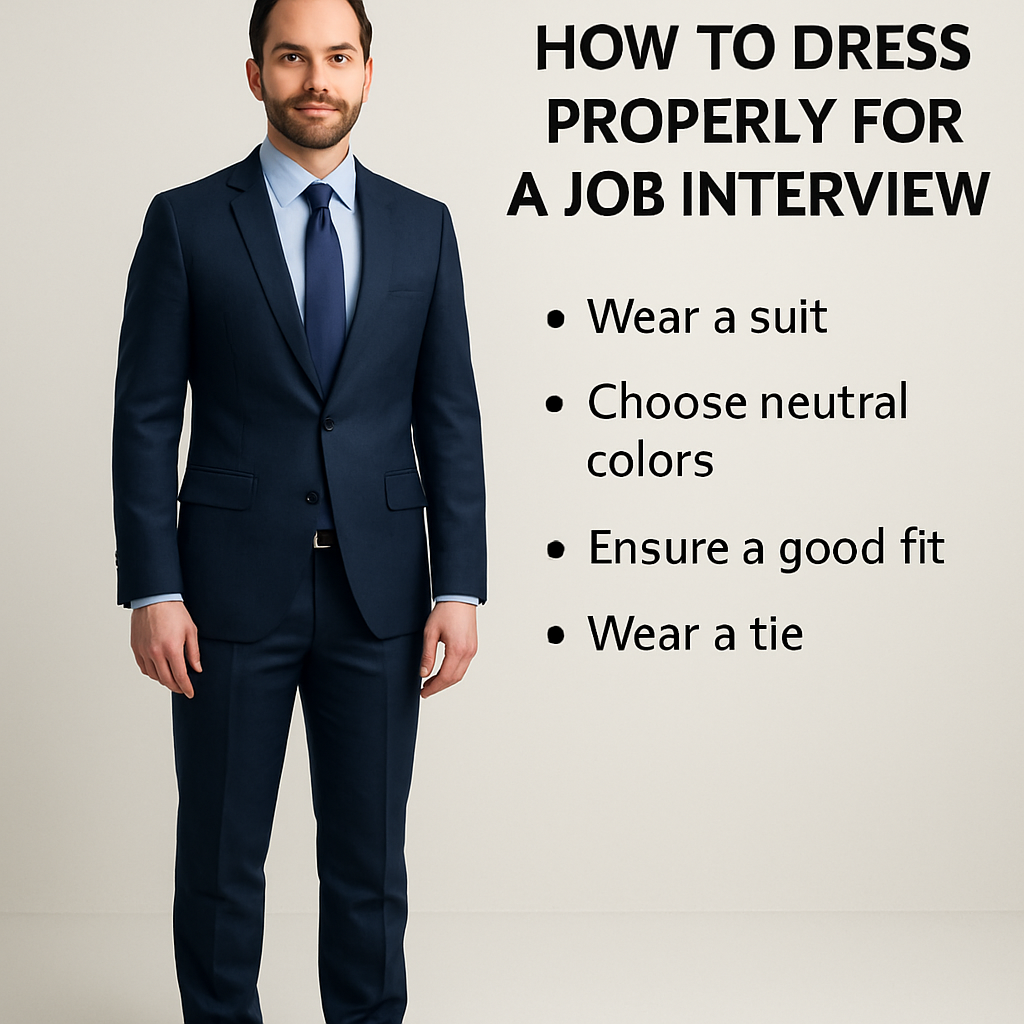 HOW TO DRESS
PROPERLY FOR
A JOB INTERVIEW
• Wear a suit
• Choose neutral
colors
• Ensure a good fit
• Wear a tie